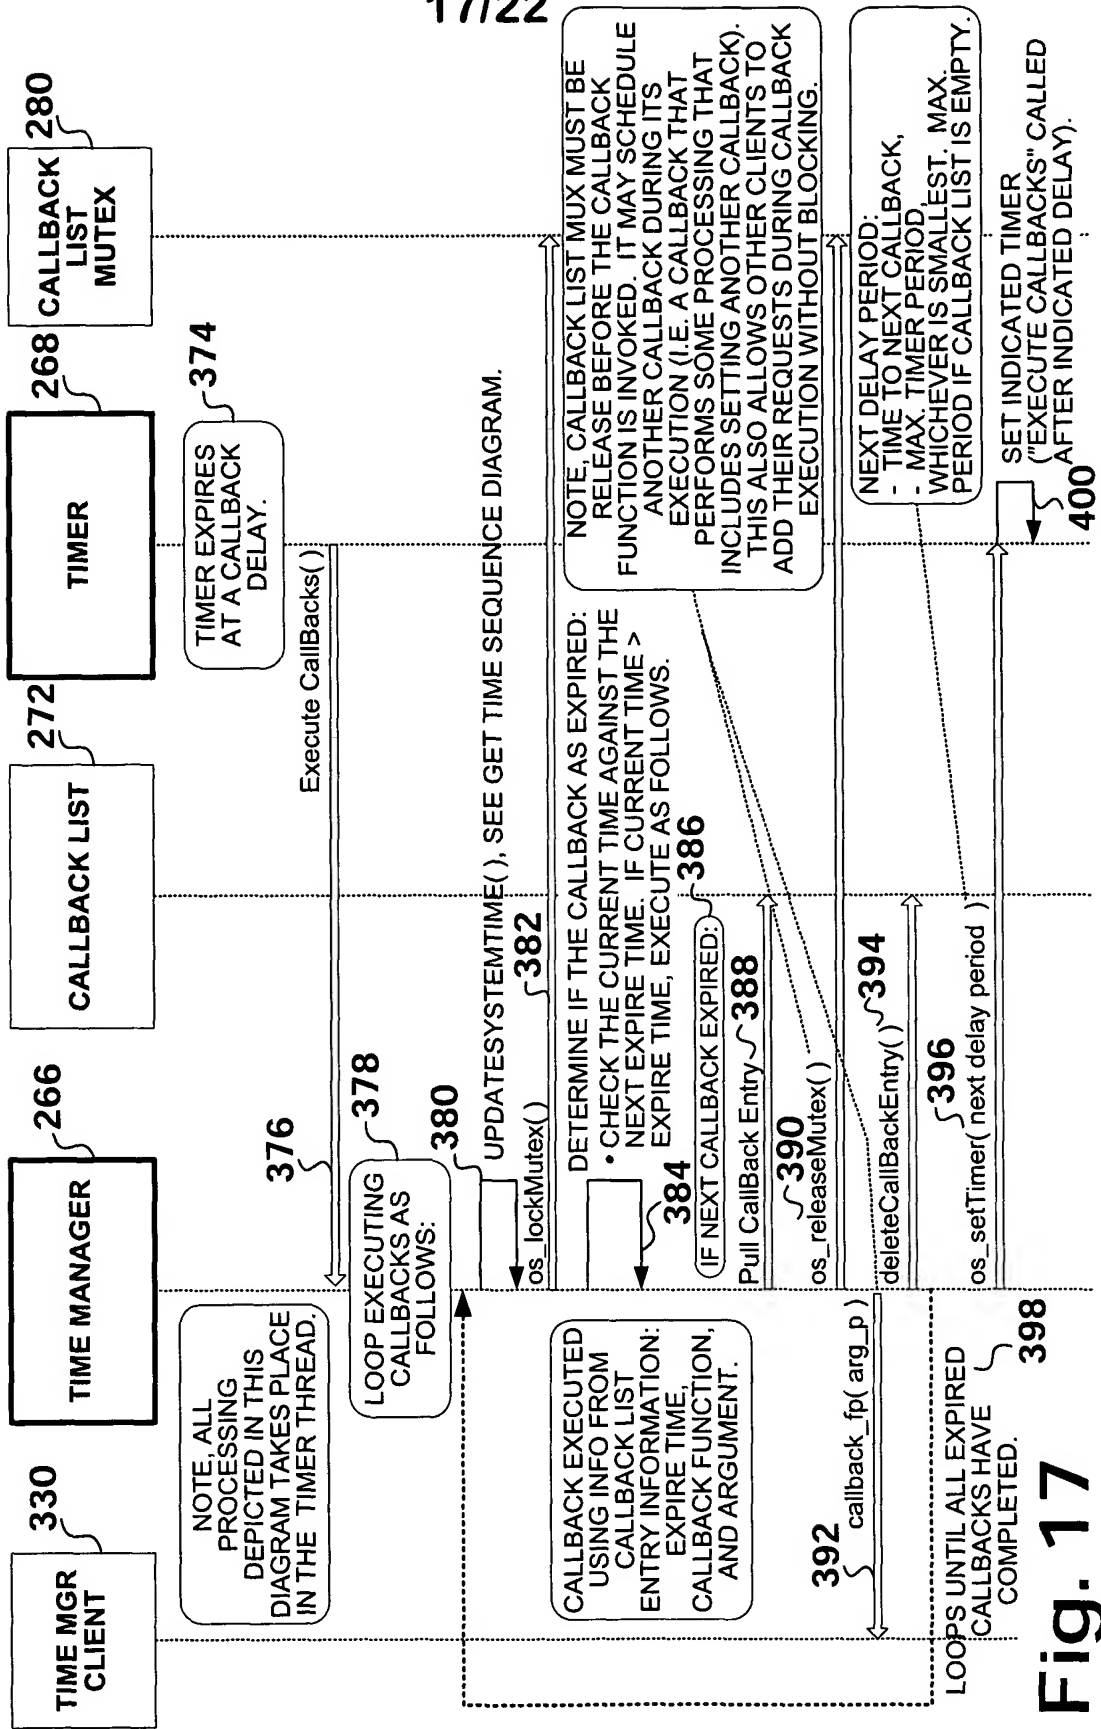 17/22
330
TIME MGR
CLIENT
266
TIME MANAGER
272
CALLBACK LIST
268
TIMER
280
CALLBACK
LIST
MUTEX
NOTE, ALL
PROCESSING
DEPICTED IN THIS
DIAGRAM TAKES PLACE
IN THE TIMER THREAD.
374
TIMER EXPIRES
AT A CALLBACK
DELAY.
376
Execute CallBacks( )
378
LOOP EXECUTING
CALLBACKS AS
FOLLOWS:
380
UPDATESYSTEMTIME( ), SEE GET TIME SEQUENCE DIAGRAM.
os_lockMutex()
382
DETERMINE IF THE CALLBACK AS EXPIRED:
• CHECK THE CURRENT TIME AGAINST THE
NEXT EXPIRE TIME. IF CURRENT TIME >
EXPIRE TIME, EXECUTE AS FOLLOWS.
384
386
IF NEXT CALLBACK EXPIRED:
Pull CallBack Entry
388
390
os_releaseMutex( )
NOTE, CALLBACK LIST MUX MUST BE
RELEASE BEFORE THE CALLBACK
FUNCTION IS INVOKED. IT MAY SCHEDULE
ANOTHER CALLBACK DURING ITS
EXECUTION (I.E. A CALLBACK THAT
PERFORMS SOME PROCESSING THAT
INCLUDES SETTING ANOTHER CALLBACK).
THIS ALSO ALLOWS OTHER CLIENTS TO
ADD THEIR REQUESTS DURING CALLBACK
EXECUTION WITHOUT BLOCKING.
CALLBACK EXECUTED
USING INFO FROM
CALLBACK LIST
ENTRY INFORMATION:
EXPIRE TIME,
CALLBACK FUNCTION,
AND ARGUMENT.
392
callback_fp( arg_p )
deleteCallBackEntry( )
394
396
os_setTimer( next delay period )
NEXT DELAY PERIOD:
- TIME TO NEXT CALLBACK,
- MAX. TIMER PERIOD,
WHICHEVER IS SMALLEST. MAX.
PERIOD IF CALLBACK LIST IS EMPTY.
SET INDICATED TIMER
("EXECUTE CALLBACKS" CALLED
AFTER INDICATED DELAY).
400
LOOPS UNTIL ALL EXPIRED
CALLBACKS HAVE
COMPLETED.
398
Fig. 17